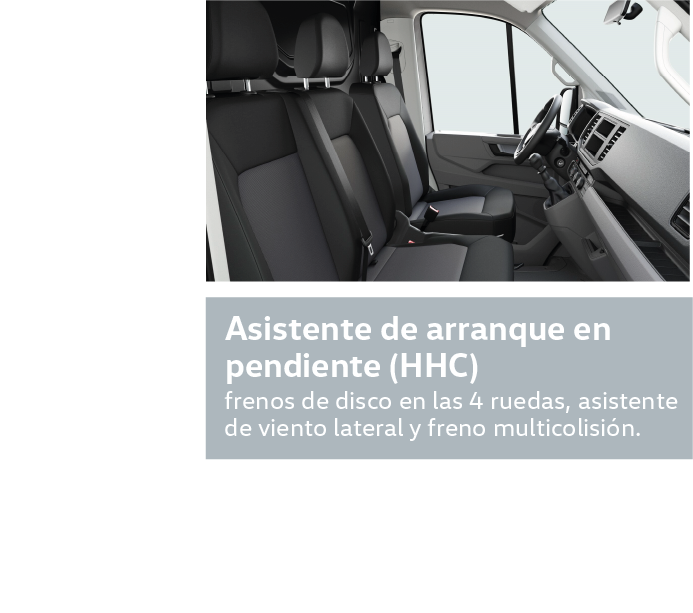 Asistente de arranque en
pendiente (HHC)
frenos de disco en las 4 ruedas, asistente
de viento lateral y freno multicolisión.